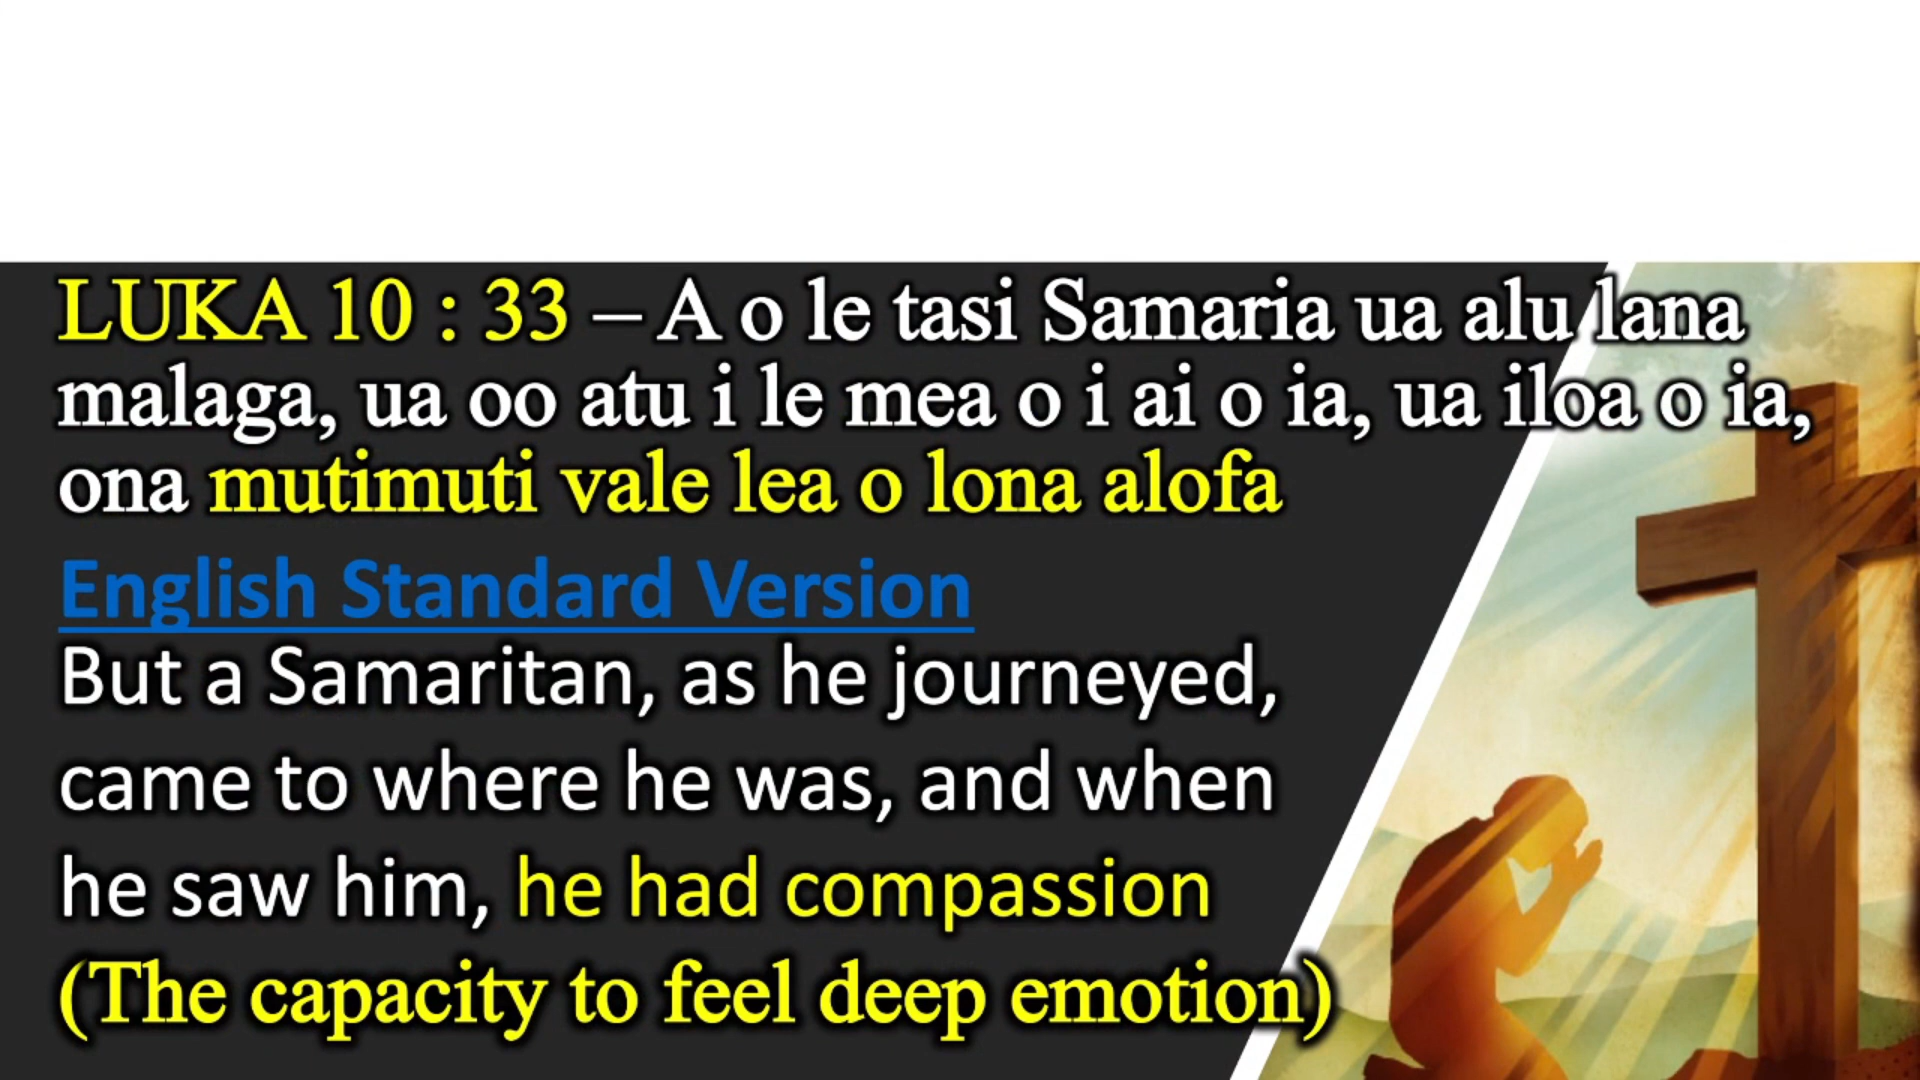 LUKA 10 : 33 – A o le tasi Samaria ua alu lana
malaga, ua oo atu i le mea o i ai o ia, ua iloa o ia,
ona mutimuti vale lea o lona alofa
English Standard Version
But a Samaritan, as he journeyed,
came to where he was, and when
he saw him, he had compassion
(The capacity to feel deep emotion)